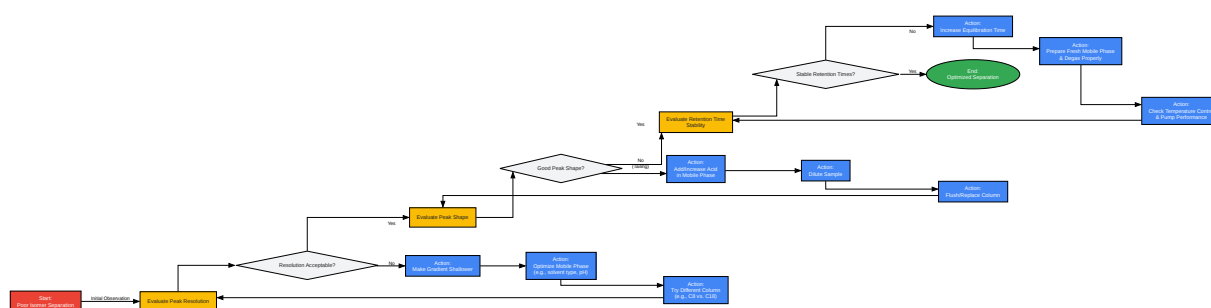 Action:
Increase Equilibration Time
No
Action:
Prepare Fresh Mobile Phase
& Degas Properly
Stable Retention Times?
Yes
End:
Optimized Separation
Action:
Check Temperature Contr
& Pump Performance
Evaluate Retention Time
Stability
Yes
Good Peak Shape?
No
(Tailing)
Action:
Add/Increase Acid
in Mobile Phase
Action:
Dilute Sample
Action:
Flush/Replace Column
Evaluate Peak Shape
Yes
Resolution Acceptable?
No
Action:
Make Gradient Shallower
Action:
Optimize Mobile Phase
(e.g., solvent type, pH)
Action:
Try Different Column
(e.g., C8 vs. C18)
Start:
Poor Isomer Separation
Initial Observation
Evaluate Peak Resolution